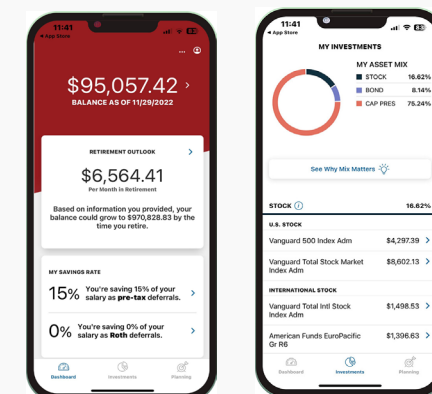 11:41
App Store
$95,057.42
BALANCE AS OF 11/29/2022
RETIREMENT OUTLOOK
$6,564.41
Per Month in Retirement
Based on information you provided, your
balance could grow to $970,828.83 by the
time you retire.
MY SAVINGS RATE
15% You're saving 15% of your
salary as pre-tax deferrals.
0% You're saving 0% of your
salary as Roth deferrals.
Dashboard Investments Planning
11:41
App Store
MY INVESTMENTS
MY ASSET MIX
STOCK 16.62%
BOND 8.14%
CAP PRES 75.24%
See Why Mix Matters
STOCK 16.62%
U.S. STOCK
Vanguard 500 Index Adm $4,297.39
Vanguard Total Stock Market
Index Adm $8,602.13
INTERNATIONAL STOCK
Vanguard Total Intl Stock
Index Adm $1,498.53
American Funds EuroPacific
Gr R6 $1,396.63
Dashboard Investments Planning